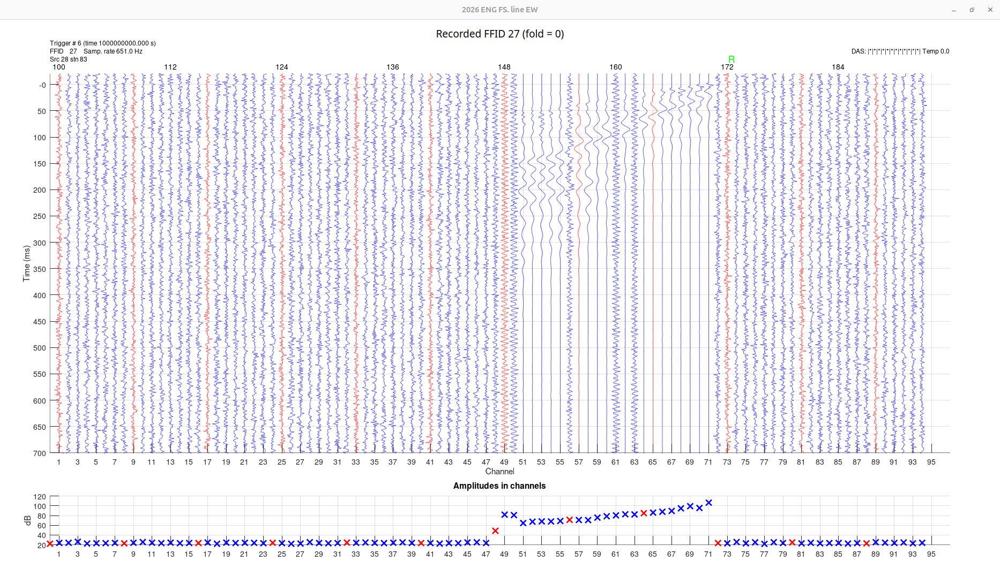 2026 ENG FS. line EW
Recorded FFID 27 (fold = 0)
Trigger # 6 (time 1000000000.000 s)
FFID 27 Samp. rate 651.0 Hz
DAS: |*|*|*|*|*|*|*|*|*|*|*|*| Temp 0.0
Src 28 stn 83
R
100 112 124 136 148 160 172 184
-0
50
100
150
200
250
300
350
400
450
500
550
600
650
700
Time (ms)
1 3 5 7 9 11 13 15 17 19 21 23 25 27 29 31 33 35 37 39 41 43 45 47 49 51 53 55 57 59 61 63 65 67 69 71 73 75 77 79 81 83 85 87 89 91 93 95
Channel
Amplitudes in channels
120
100
80
60
40
20
dB
1 3 5 7 9 11 13 15 17 19 21 23 25 27 29 31 33 35 37 39 41 43 45 47 49 51 53 55 57 59 61 63 65 67 69 71 73 75 77 79 81 83 85 87 89 91 93 95